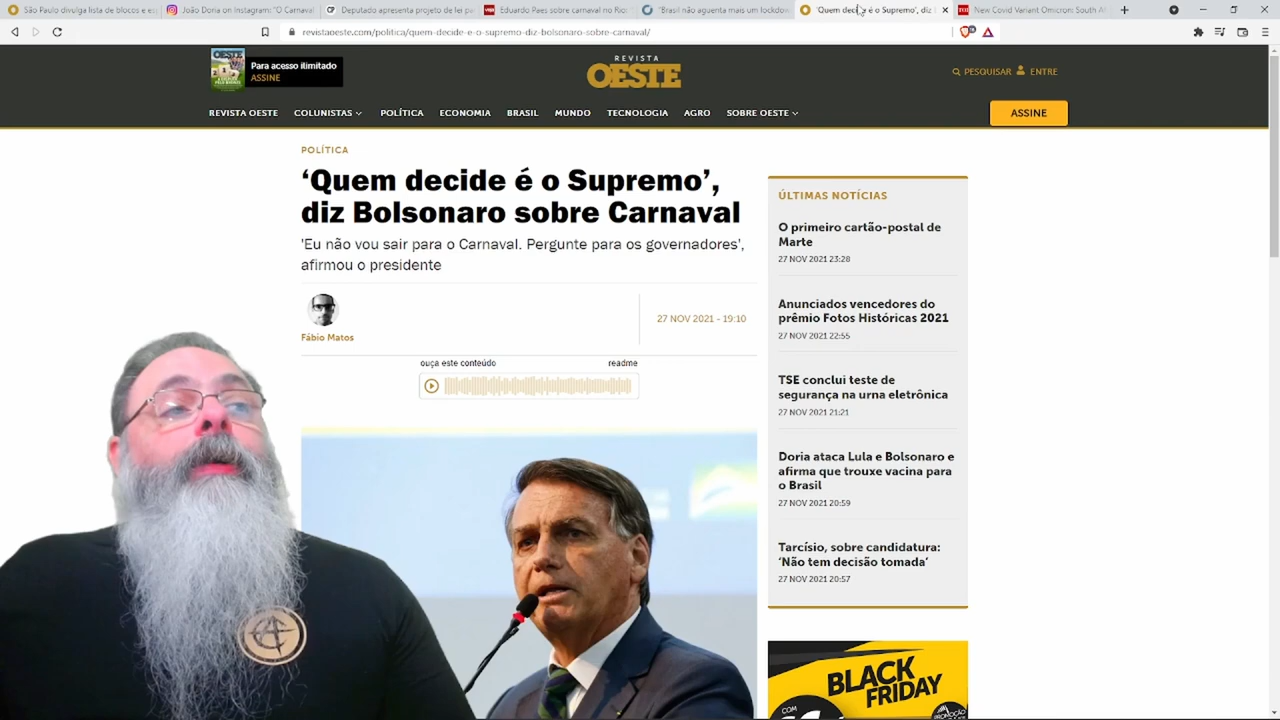 São Paulo divulga lista de blocos e es
João Doria on Instagram: "O Carnaval
Deputado apresenta projeto de lei pa
Eduardo Paes sobre carnaval no Rio:
"Brasil não aguenta mais um lockdow
'Quem decide é o Supremo', diz
New Covid Variant Omicron: South Af
revistaoeste.com/politica/quem-decide-e-o-supremo-diz-bolsonaro-sobre-carnaval/
OESTE
Para acesso ilimitado
ASSINE
REVISTA
OESTE
PESQUISAR
ENTRE
REVISTA OESTE
COLUNISTAS
POLÍTICA
ECONOMIA
BRASIL
MUNDO
TECNOLOGIA
AGRO
SOBRE OESTE
ASSINE
POLÍTICA
‘Quem decide é o Supremo’,
diz Bolsonaro sobre Carnaval
'Eu não vou sair para o Carnaval. Pergunte para os governadores',
afirmou o presidente
Fábio Matos
27 NOV 2021 - 19:10
ouça este conteúdo
readme
ÚLTIMAS NOTÍCIAS
O primeiro cartão-postal de
Marte
27 NOV 2021 23:28
Anunciados vencedores do
prêmio Fotos Históricas 2021
27 NOV 2021 22:55
TSE conclui teste de
segurança na urna eletrônica
27 NOV 2021 21:21
Doria ataca Lula e Bolsonaro e
afirma que trouxe vacina para
o Brasil
27 NOV 2021 20:59
Tarcísio, sobre candidatura:
‘Não tem decisão tomada’
27 NOV 2021 20:57
BLACK
FRIDAY
COM
PROMOÇÃO